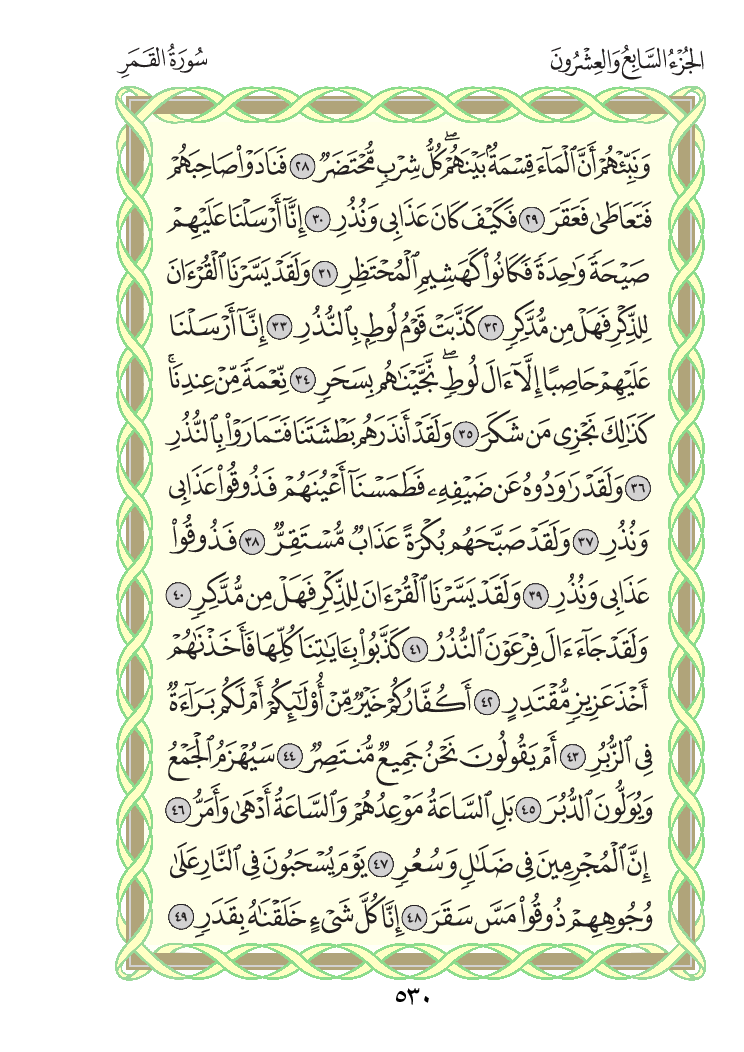 الجُزْءُ السَّابِعُ وَالعِشْرُونَ
سُورَةُ القَمَرِ
وَنَبِّئْهُمْ أَنَّ ٱلْمَآءَ قِسْمَةٌۢ بَيْنَهُمْۖ كُلُّ شِرْبٍ مُّحْتَضَرٌ ٢٨ فَنَادَوْا۟ صَاحِبَهُمْ
فَتَعَاطَىٰ فَعَقَرَ ٢٩ فَكَيْفَ كَانَ عَذَابِى وَنُذُرِ ٣٠ إِنَّآ أَرْسَلْنَا عَلَيْهِمْ
صَيْحَةً وَٰحِدَةً فَكَانُوا۟ كَهَشِيمِ ٱلْمُحْتَظِرِ ٣١ وَلَقَدْ يَسَّرْنَا ٱلْقُرْءَانَ
لِلذِّكْرِ فَهَلْ مِن مُّدَّكِرٍ ٣٢ كَذَّبَتْ قَوْمُ لُوطٍۭ بِٱلنُّذُرِ ٣٣ إِنَّآ أَرْسَلْنَا
عَلَيْهِمْ حَاصِبًا إِلَّآ ءَالَ لُوطٍۖ نَّجَّيْنَٰهُم بِسَحَرٍ ٣٤ نِّعْمَةً مِّنْ عِندِنَاۚ
كَذَٰلِكَ نَجْزِى مَن شَكَرَ ٣٥ وَلَقَدْ أَنذَرَهُم بَطْشَتَنَا فَتَمَارَوْا۟ بِٱلنُّذُرِ
٣٦ وَلَقَدْ رَٰوَدُوهُ عَن ضَيْفِهِۦ فَطَمَسْنَآ أَعْيُنَهُمْ فَذُوقُوا۟ عَذَابِى
وَنُذُرِ ٣٧ وَلَقَدْ صَبَّحَهُم بُكْرَةً عَذَابٌ مُّسْتَقِرٌّ ٣٨ فَذُوقُوا۟
عَذَابِى وَنُذُرِ ٣٩ وَلَقَدْ يَسَّرْنَا ٱلْقُرْءَانَ لِلذِّكْرِ فَهَلْ مِن مُّدَّكِرٍ ٤٠
وَلَقَدْ جَآءَ ءَالَ فِرْعَوْنَ ٱلنُّذُرُ ٤١ كَذَّبُوا۟ بِـَٔايَٰتِنَا كُلِّهَا فَأَخَذْنَٰهُمْ
أَخْذَ عَزِيزٍ مُّقْتَدِرٍ ٤٢ أَكُفَّارُكُمْ خَيْرٌ مِّنْ أُو۟لَٰٓئِكُمْ أَمْ لَكُم بَرَآءَةٌ
فِى ٱلزُّبُرِ ٤٣ أَمْ يَقُولُونَ نَحْنُ جَمِيعٌ مُّنتَصِرٌ ٤٤ سَيُهْزَمُ ٱلْجَمْعُ
وَيُوَلُّونَ ٱلدُّبُرَ ٤٥ بَلِ ٱلسَّاعَةُ مَوْعِدُهُمْ وَٱلسَّاعَةُ أَدْهَىٰ وَأَمَرُّ ٤٦
إِنَّ ٱلْمُجْرِمِينَ فِى ضَلَٰلٍ وَسُعُرٍ ٤٧ يَوْمَ يُسْحَبُونَ فِى ٱلنَّارِ عَلَىٰ
وُجُوهِهِمْ ذُوقُوا۟ مَسَّ سَقَرَ ٤٨ إِنَّا كُلَّ شَىْءٍ خَلَقْنَٰهُ بِقَدَرٍ ٤٩
٥٣٠